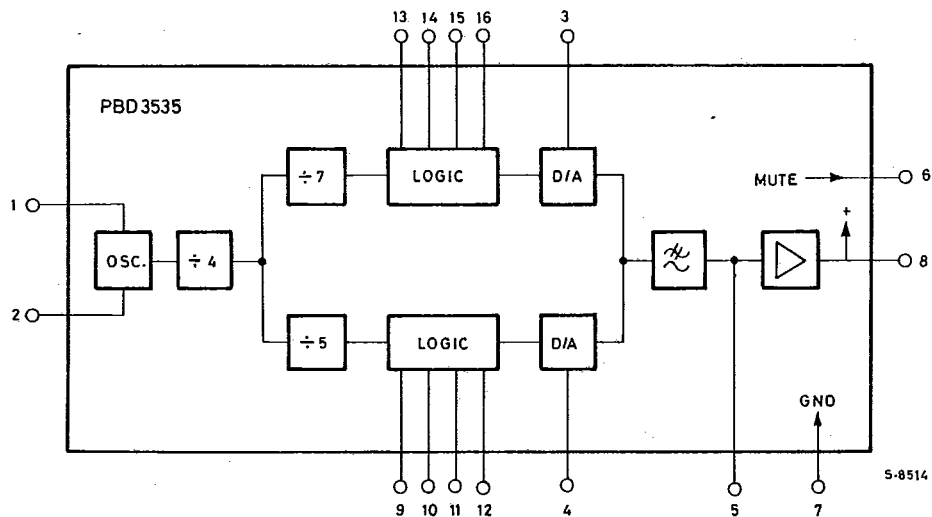 13 14 15 16 3
PBD3535
÷7 LOGIC D/A
MUTE 6
1
+
OSC. ÷4 8
2
÷5 LOGIC D/A
GND
S-8514
9 10 11 12 4 5 7